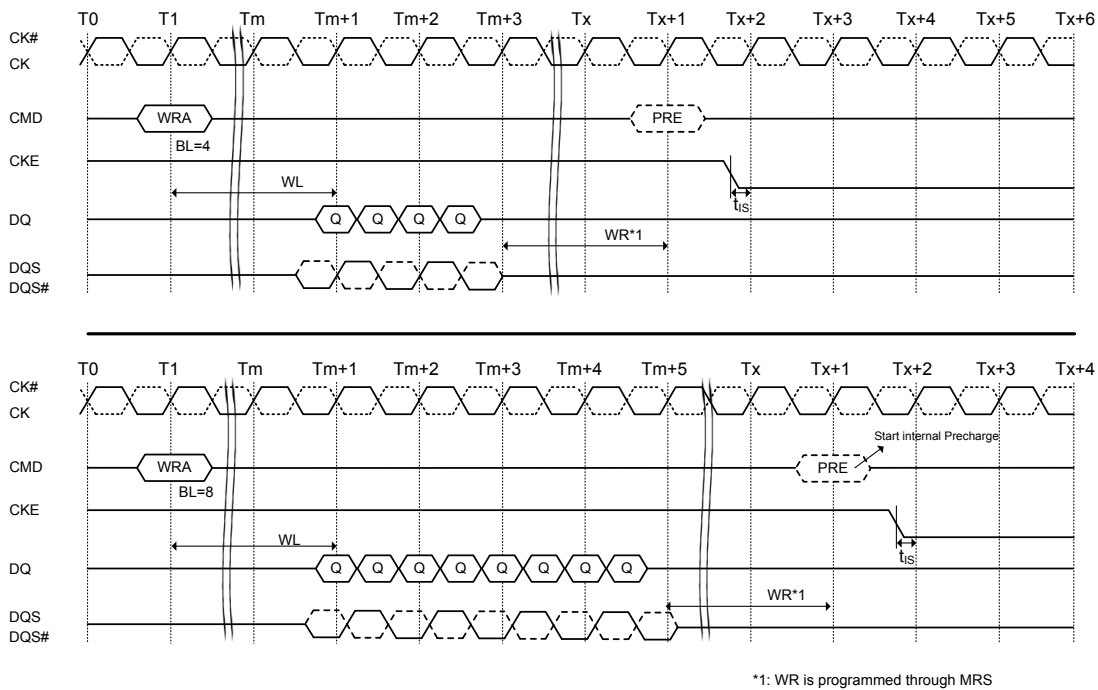 T0 T1 Tm Tm+1 Tm+2 Tm+3 Tx Tx+1 Tx+2 Tx+3 Tx+4 Tx+5 Tx+6
CK#
CK
CMD WRA PRE
BL=4
CKE
WL tIS
DQ Q Q Q Q
WR*1
DQS
DQS#
T0 T1 Tm Tm+1 Tm+2 Tm+3 Tm+4 Tm+5 Tx Tx+1 Tx+2 Tx+3 Tx+4
CK#
CK
Start internal Precharge
CMD WRA PRE
BL=8
CKE
WL tIS
DQ Q Q Q Q Q Q Q Q
WR*1
DQS
DQS#
*1: WR is programmed through MRS